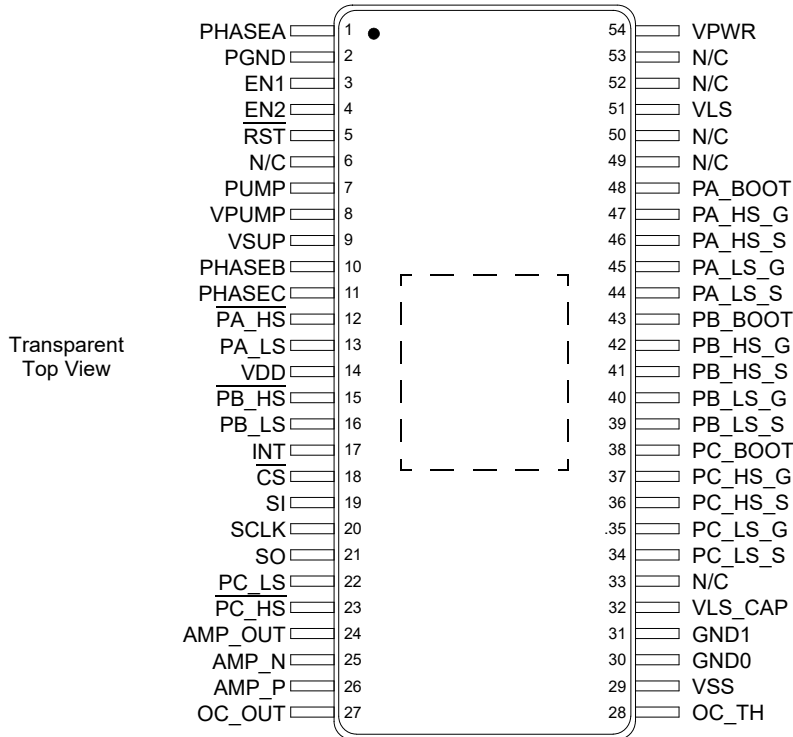 PHASEA 1 54 VPWR
PGND 2 53 N/C
EN1 3 52 N/C
EN2 4 51 VLS
RST 5 50 N/C
N/C 6 49 N/C
PUMP 7 48 PA_BOOT
VPUMP 8 47 PA_HS_G
VSUP 9 46 PA_HS_S
PHASEB 10 45 PA_LS_G
PHASEC 11 44 PA_LS_S
PA_HS 12 43 PB_BOOT
Transparent
Top View
PA_LS 13 42 PB_HS_G
VDD 14 41 PB_HS_S
PB_HS 15 40 PB_LS_G
PB_LS 16 39 PB_LS_S
INT 17 38 PC_BOOT
CS 18 37 PC_HS_G
SI 19 36 PC_HS_S
SCLK 20 .35 PC_LS_G
SO 21 34 PC_LS_S
PC_LS 22 33 N/C
PC_HS 23 32 VLS_CAP
AMP_OUT 24 31 GND1
AMP_N 25 30 GND0
AMP_P 26 29 VSS
OC_OUT 27 28 OC_TH